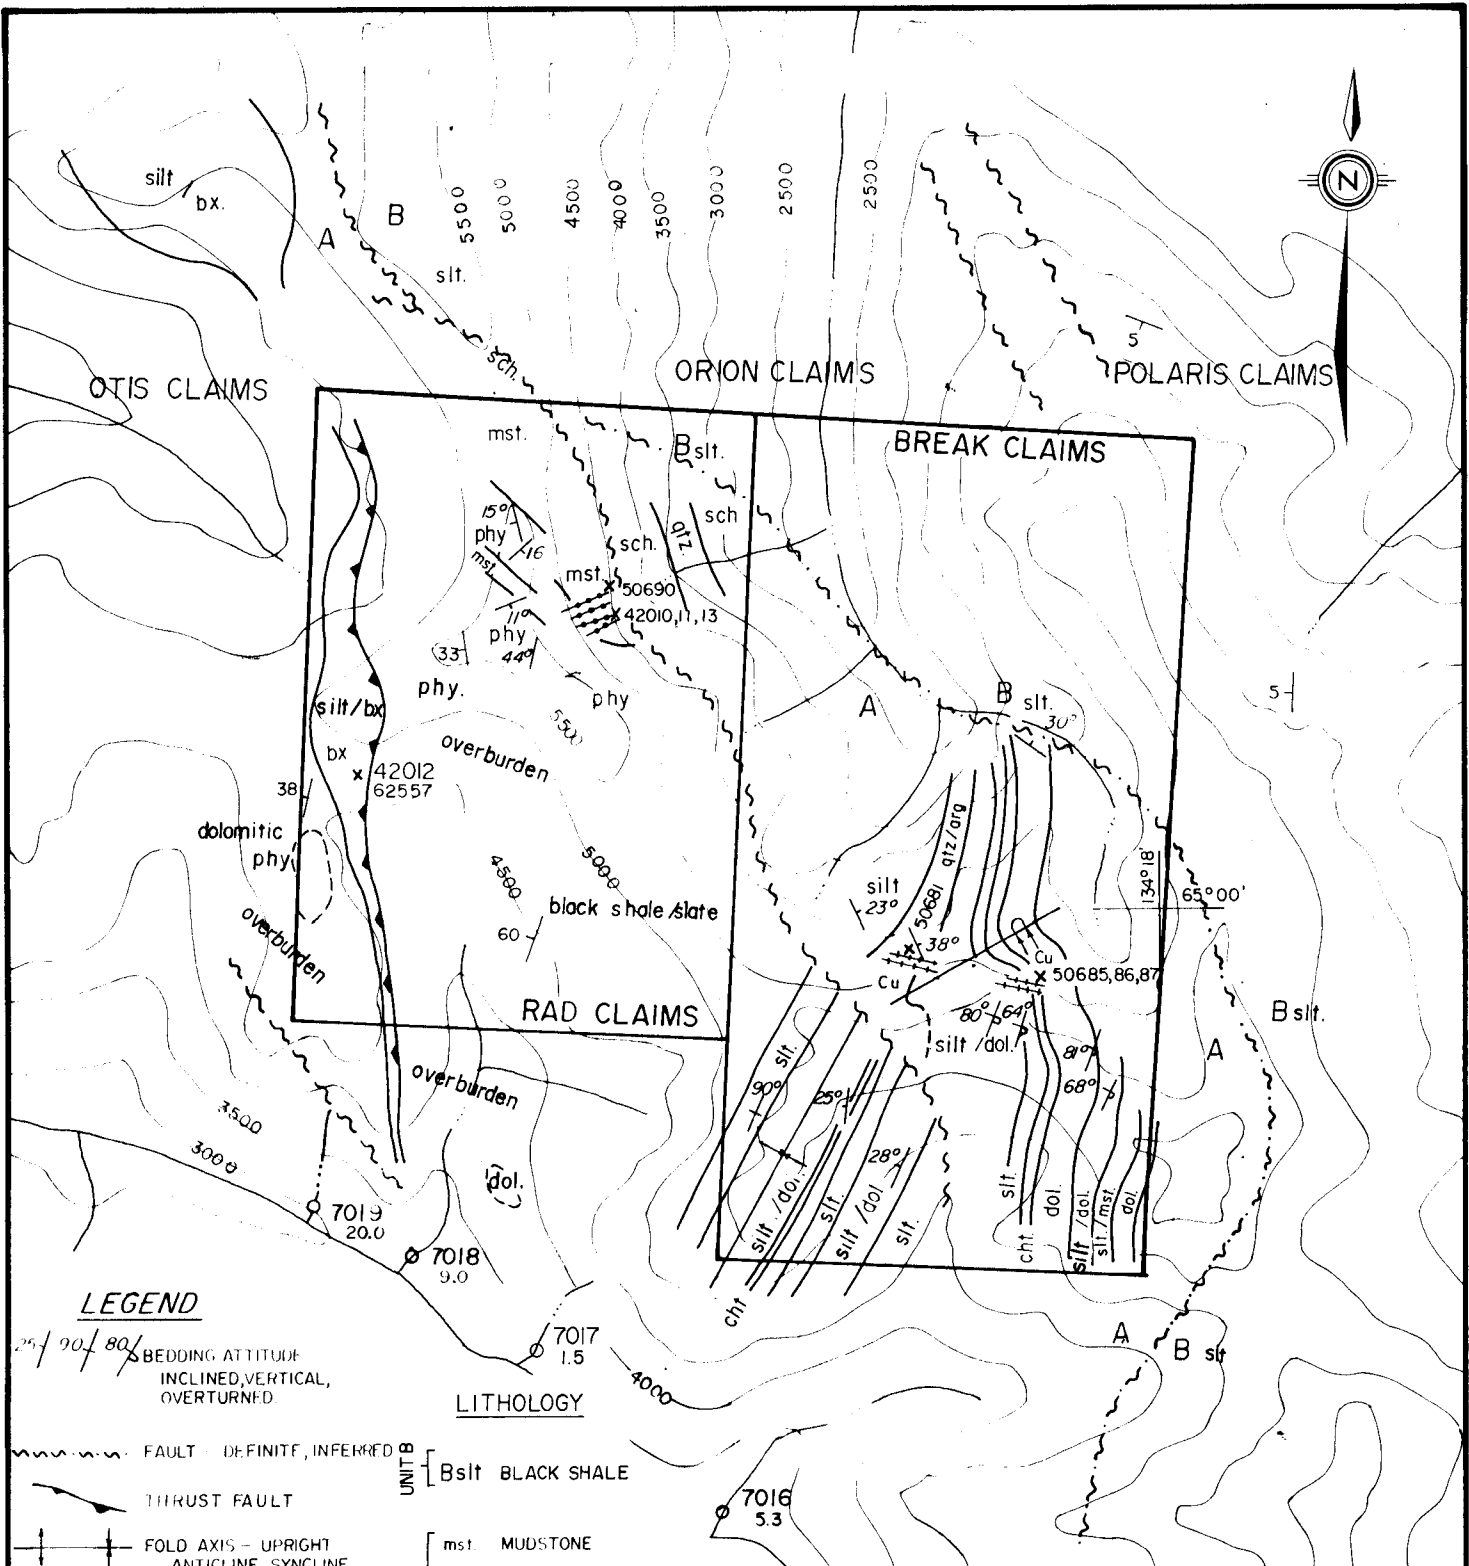 N
silt
bx.
A
B
slt.
5500
5000
4500
4000
3500
3000
2500
2500
5
OTIS CLAIMS
ORION CLAIMS
POLARIS CLAIMS
sch.
mst.
B slt.
BREAK CLAIMS
15°
phy
16
mst.
sch.
qtz.
sch
mst.
50690
42010,11,13
11°
phy
44°
33
phy.
phy
5500
silt/bx
bx
42012
62557
38
overburden
dolomitic
phy
overburden
4500
5000
black shale/slate
60
RAD CLAIMS
A
B slt.
30°
5
qtz/arg
silt
23°
50681
38°
Cu
Cu
50685,86,87
134°18'
65°00'
80°
64°
silt/dol.
81°
68°
B slt.
A
slt.
90°
25°
28°
silt/dol.
slt.
silt/dol
slt.
cht
slt.
cht.
dol.
silt/dol.
slt./mst.
dol.
overburden
3500
3000
dol.
7019
20.0
7018
9.0
7017
1.5
4000
A
B slt
7016
5.3
LEGEND
25 90 80 BEDDING ATTITUDE
INCLINED, VERTICAL,
OVERTURNED.
FAULT - DEFINITE, INFERRED
THRUST FAULT
FOLD AXIS - UPRIGHT
ANTICLINE, SYNCLINE
LITHOLOGY
UNIT B
Bslt BLACK SHALE
mst. MUDSTONE